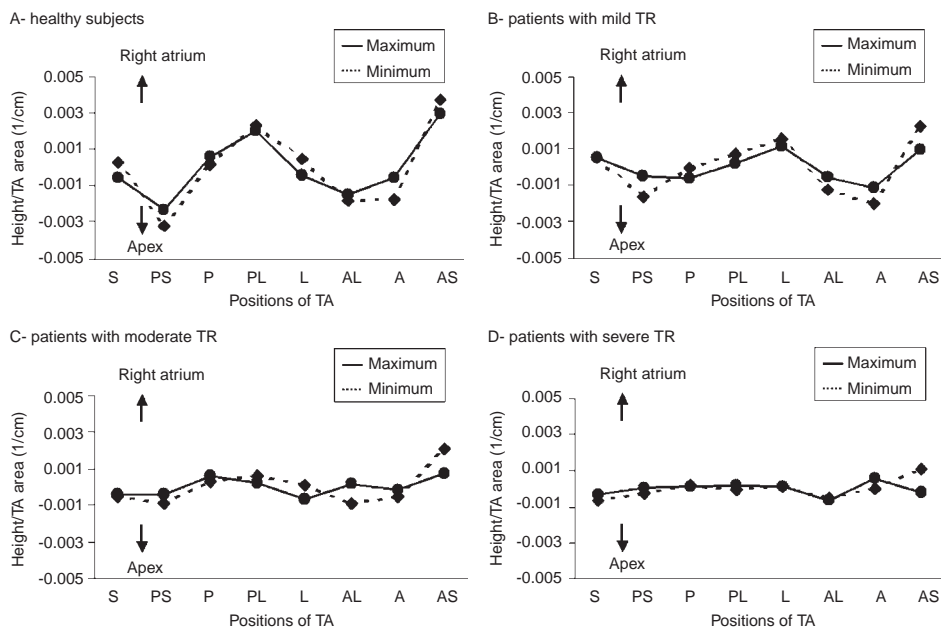 A- healthy subjects
Maximum
Minimum
Right atrium
0.005
0.003
0.001
-0.001
-0.003
-0.005
Height/TA area (1/cm)
Apex
S PS P PL L AL A AS
Positions of TA
B- patients with mild TR
Maximum
Minimum
Right atrium
0.005
0.003
0.001
-0.001
-0.003
-0.005
Height/TA area (1/cm)
Apex
S PS P PL L AL A AS
Positions of TA
C- patients with moderate TR
Maximum
Minimum
Right atrium
0.005
0.003
0.001
-0.001
-0.003
-0.005
Height/TA area (1/cm)
Apex
S PS P PL L AL A AS
Positions of TA
D- patients with severe TR
Maximum
Minimum
Right atrium
0.005
0.003
0.001
-0.001
-0.003
-0.005
Height/TA area (1/cm)
Apex
S PS P PL L AL A AS
Positions of TA